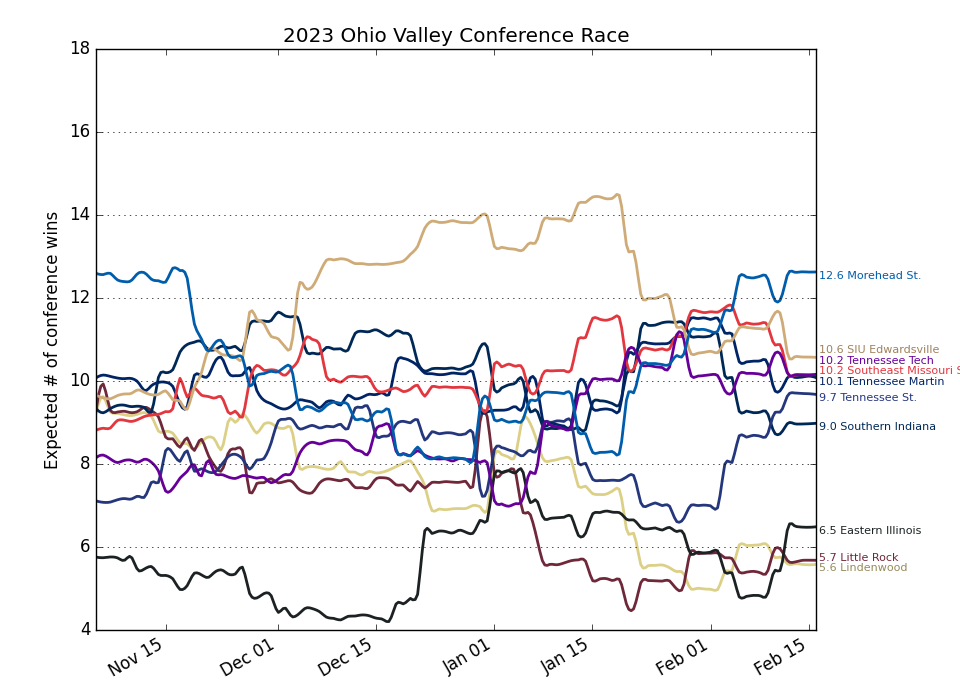 2023 Ohio Valley Conference Race
Expected # of conference wins
18
16
14
12
10
8
6
4
12.6 Morehead St.
10.6 SIU Edwardsville
10.2 Tennessee Tech
10.2 Southeast Missouri S
10.1 Tennessee Martin
9.7 Tennessee St.
9.0 Southern Indiana
6.5 Eastern Illinois
5.7 Little Rock
5.6 Lindenwood
Nov 15
Dec 01
Dec 15
Jan 01
Jan 15
Feb 01
Feb 15